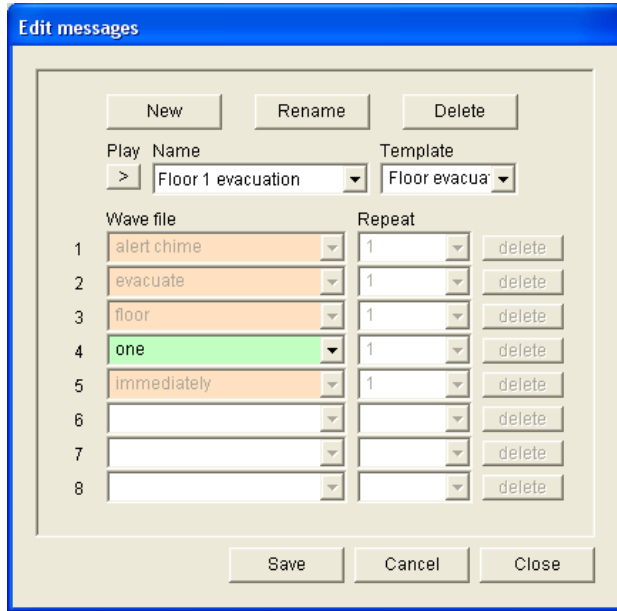 Edit messages
New Rename Delete
Play Name Template
> Floor 1 evacuation Floor evacua
Wave file Repeat
1 alert chime 1 delete
2 evacuate 1 delete
3 floor 1 delete
4 one 1 delete
5 immediately 1 delete
6 delete
7 delete
8 delete
Save Cancel Close